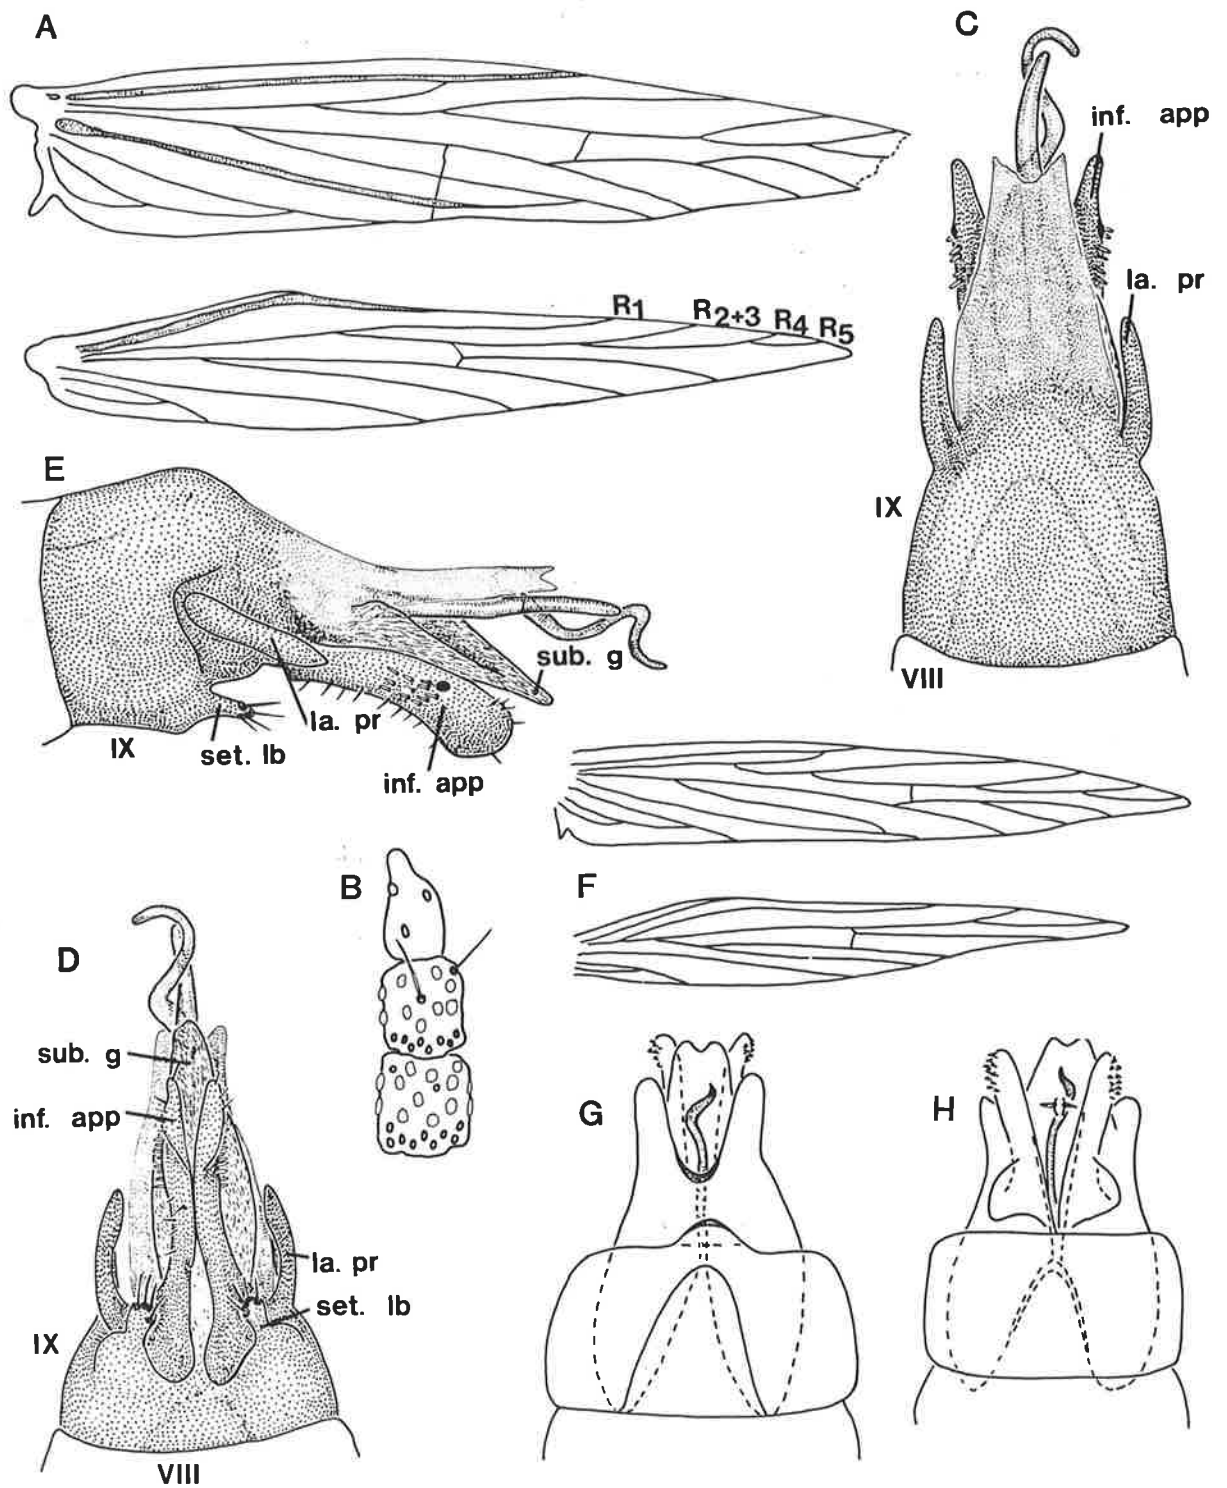 A
C
inf. app
la. pr
R1 R2+3 R4 R5
E
IX
sub. g
la. pr
IX
set. lb
inf. app
VIII
B
F
D
sub. g
inf. app
G
H
la. pr
set. lb
IX
VIII